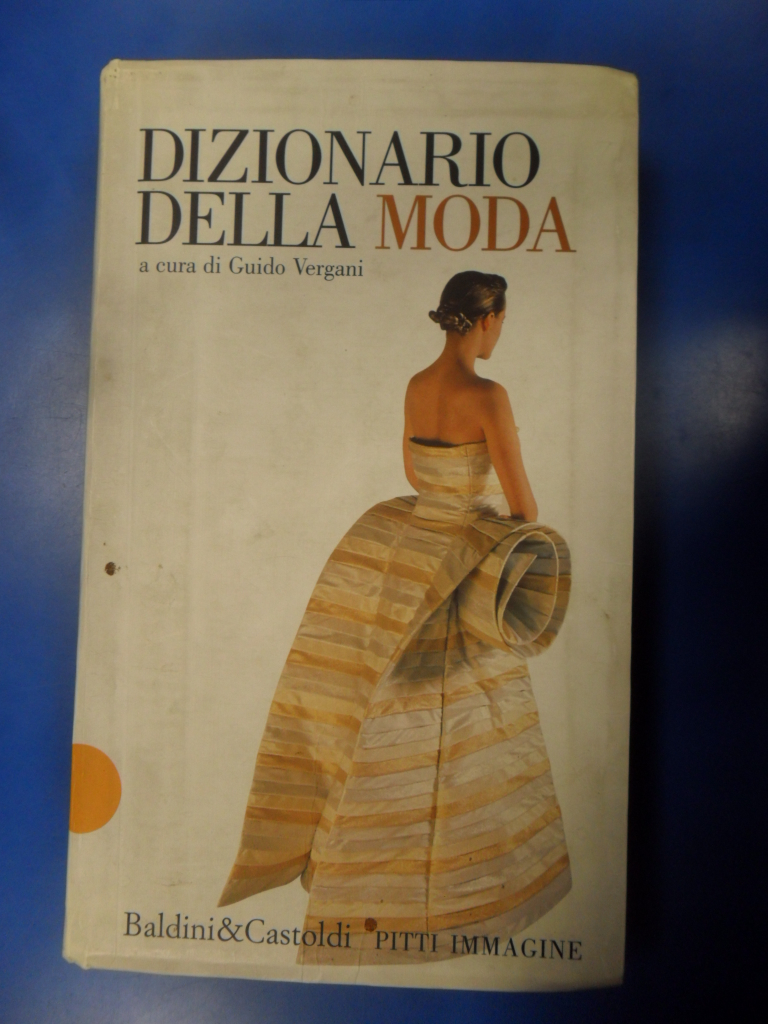 DIZIONARIO
DELLA MODA
a cura di Guido Vergani
Baldini&Castoldi PITTI IMMAGINE